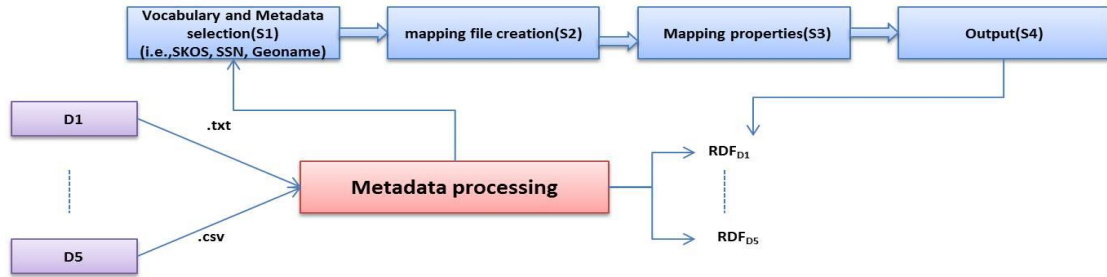 Vocabulary and Metadata
selection(S1)
(i.e.,SKOS, SSN, Geoname)
mapping file creation(S2)
Mapping properties(S3)
Output(S4)
D1
.txt
Metadata processing
RDFD1
.csv
D5
RDFD5